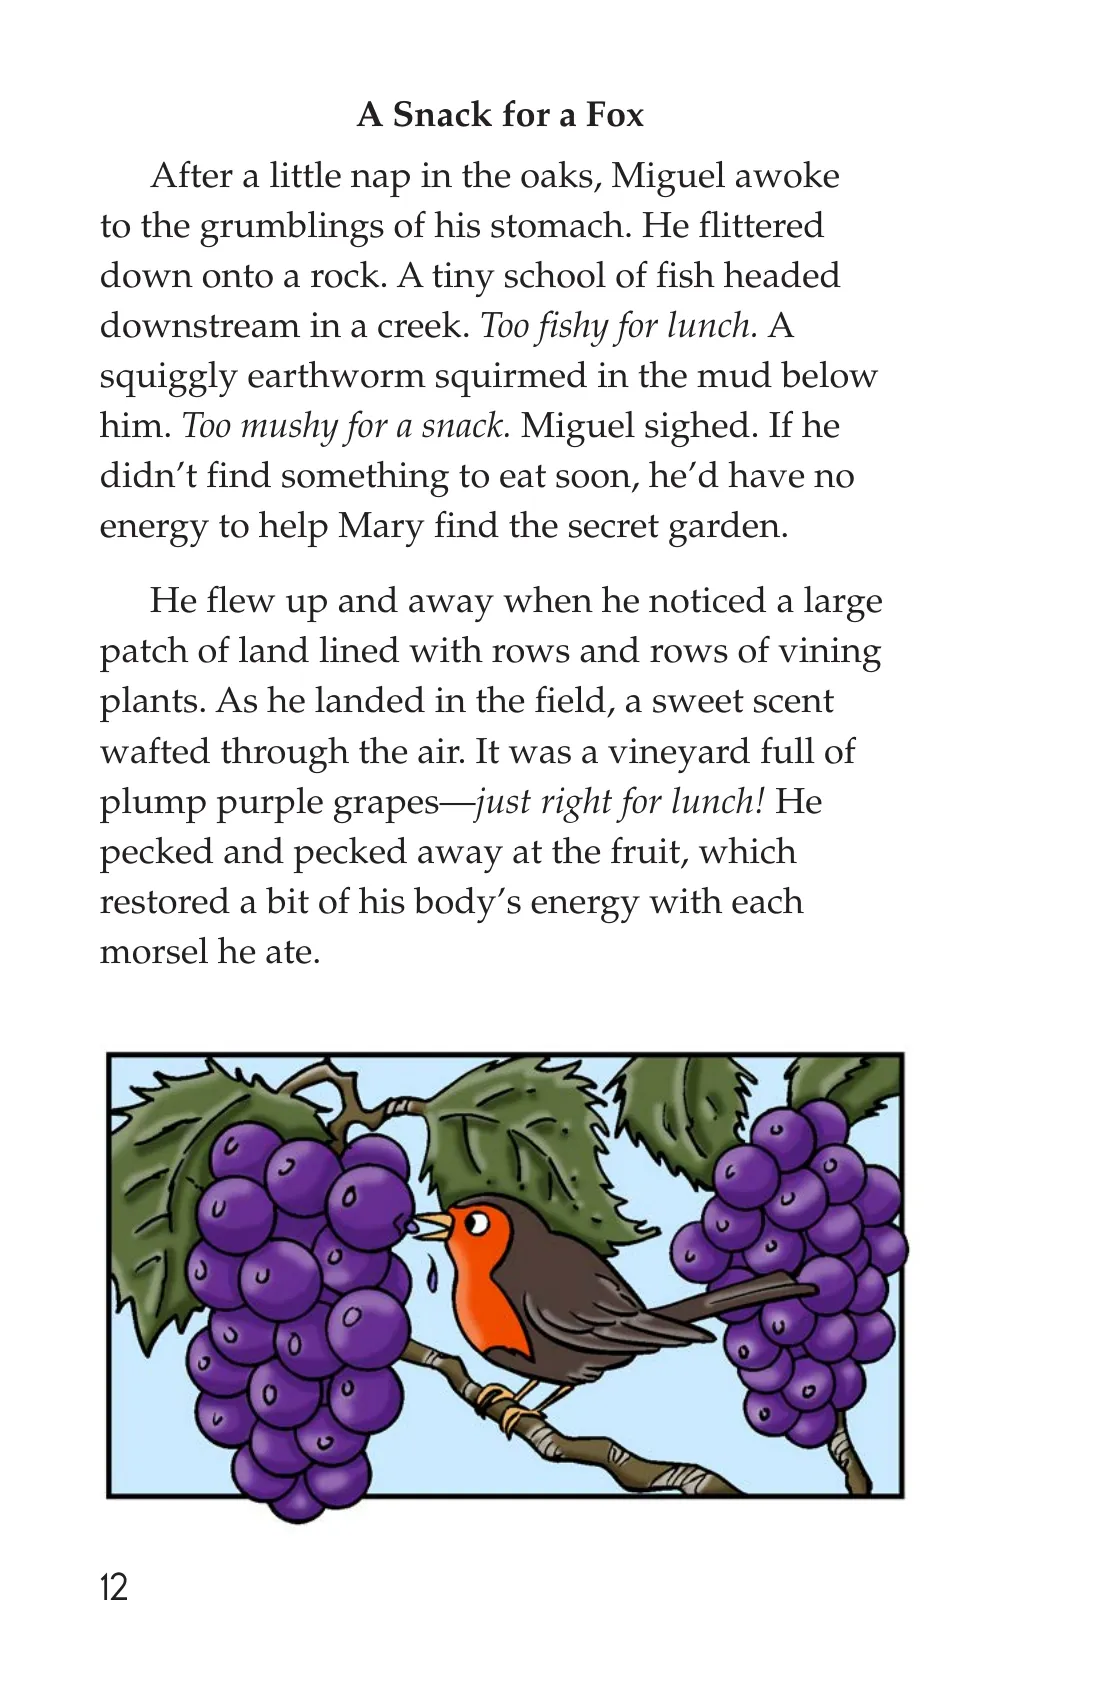 A Snack for a Fox
After a little nap in the oaks, Miguel awoke
to the grumblings of his stomach. He flittered
down onto a rock. A tiny school of fish headed
downstream in a creek. Too fishy for lunch. A
squiggly earthworm squirmed in the mud below
him. Too mushy for a snack. Miguel sighed. If he
didn’t find something to eat soon, he’d have no
energy to help Mary find the secret garden.
He flew up and away when he noticed a large
patch of land lined with rows and rows of vining
plants. As he landed in the field, a sweet scent
wafted through the air. It was a vineyard full of
plump purple grapes—just right for lunch! He
pecked and pecked away at the fruit, which
restored a bit of his body’s energy with each
morsel he ate.
12